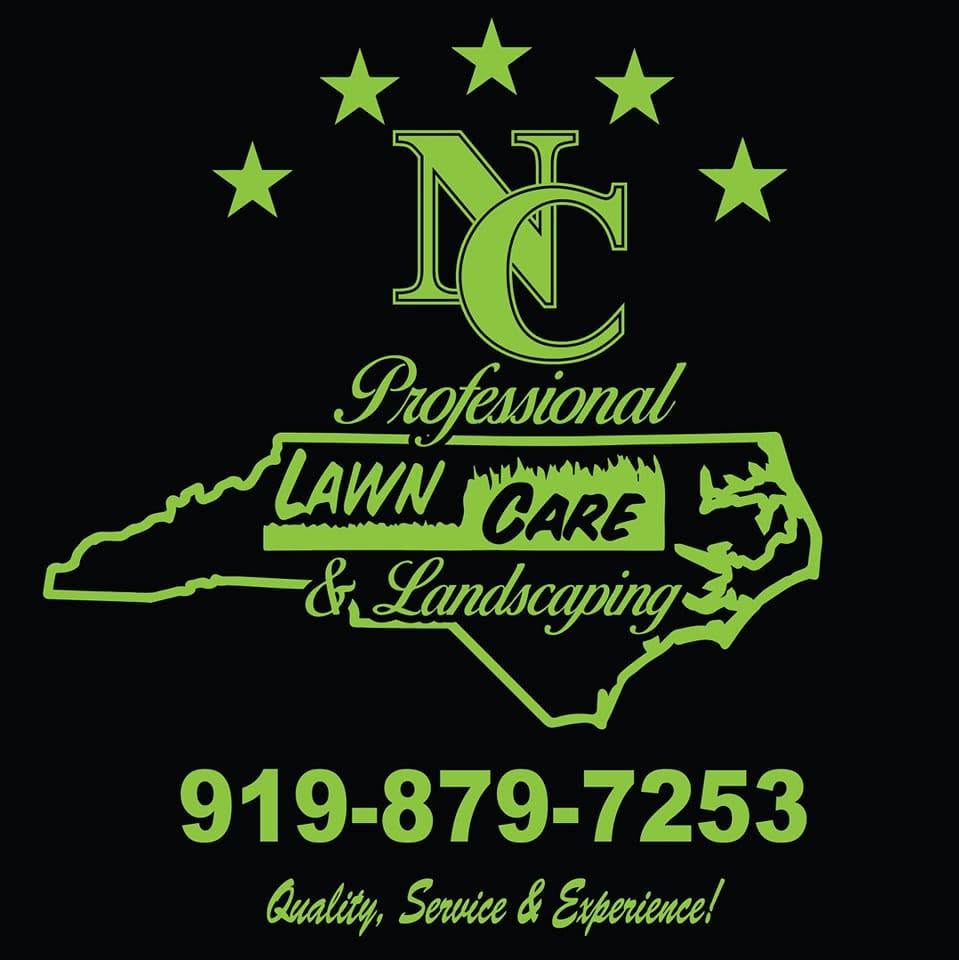 NC
Professional
LAWN CARE
& Landscaping
919-879-7253
Quality, Service & Experience!